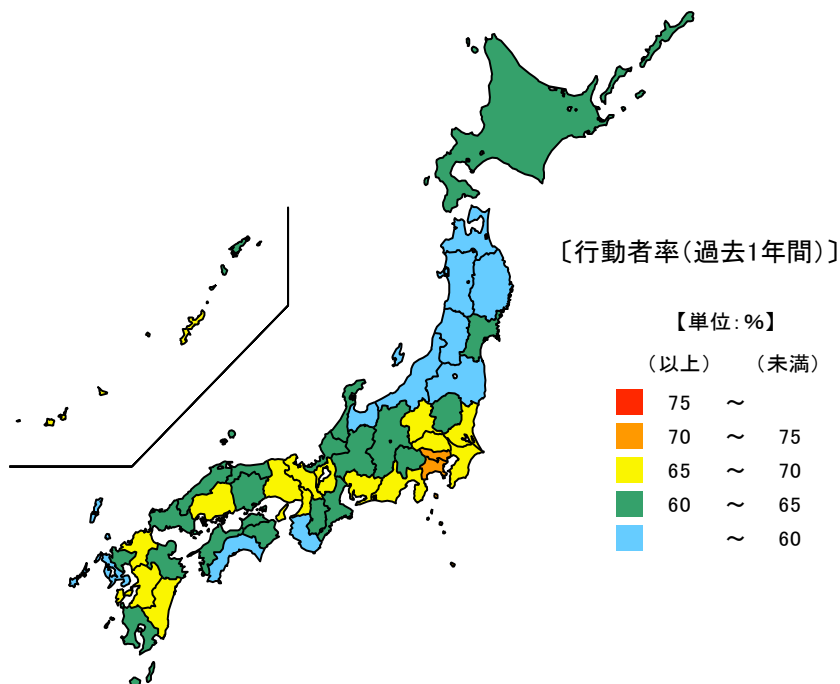 〔行動者率(過去1年間)〕
【単位:%】
(以上) (未満)
75 ～
70 ～ 75
65 ～ 70
60 ～ 65
～ 60